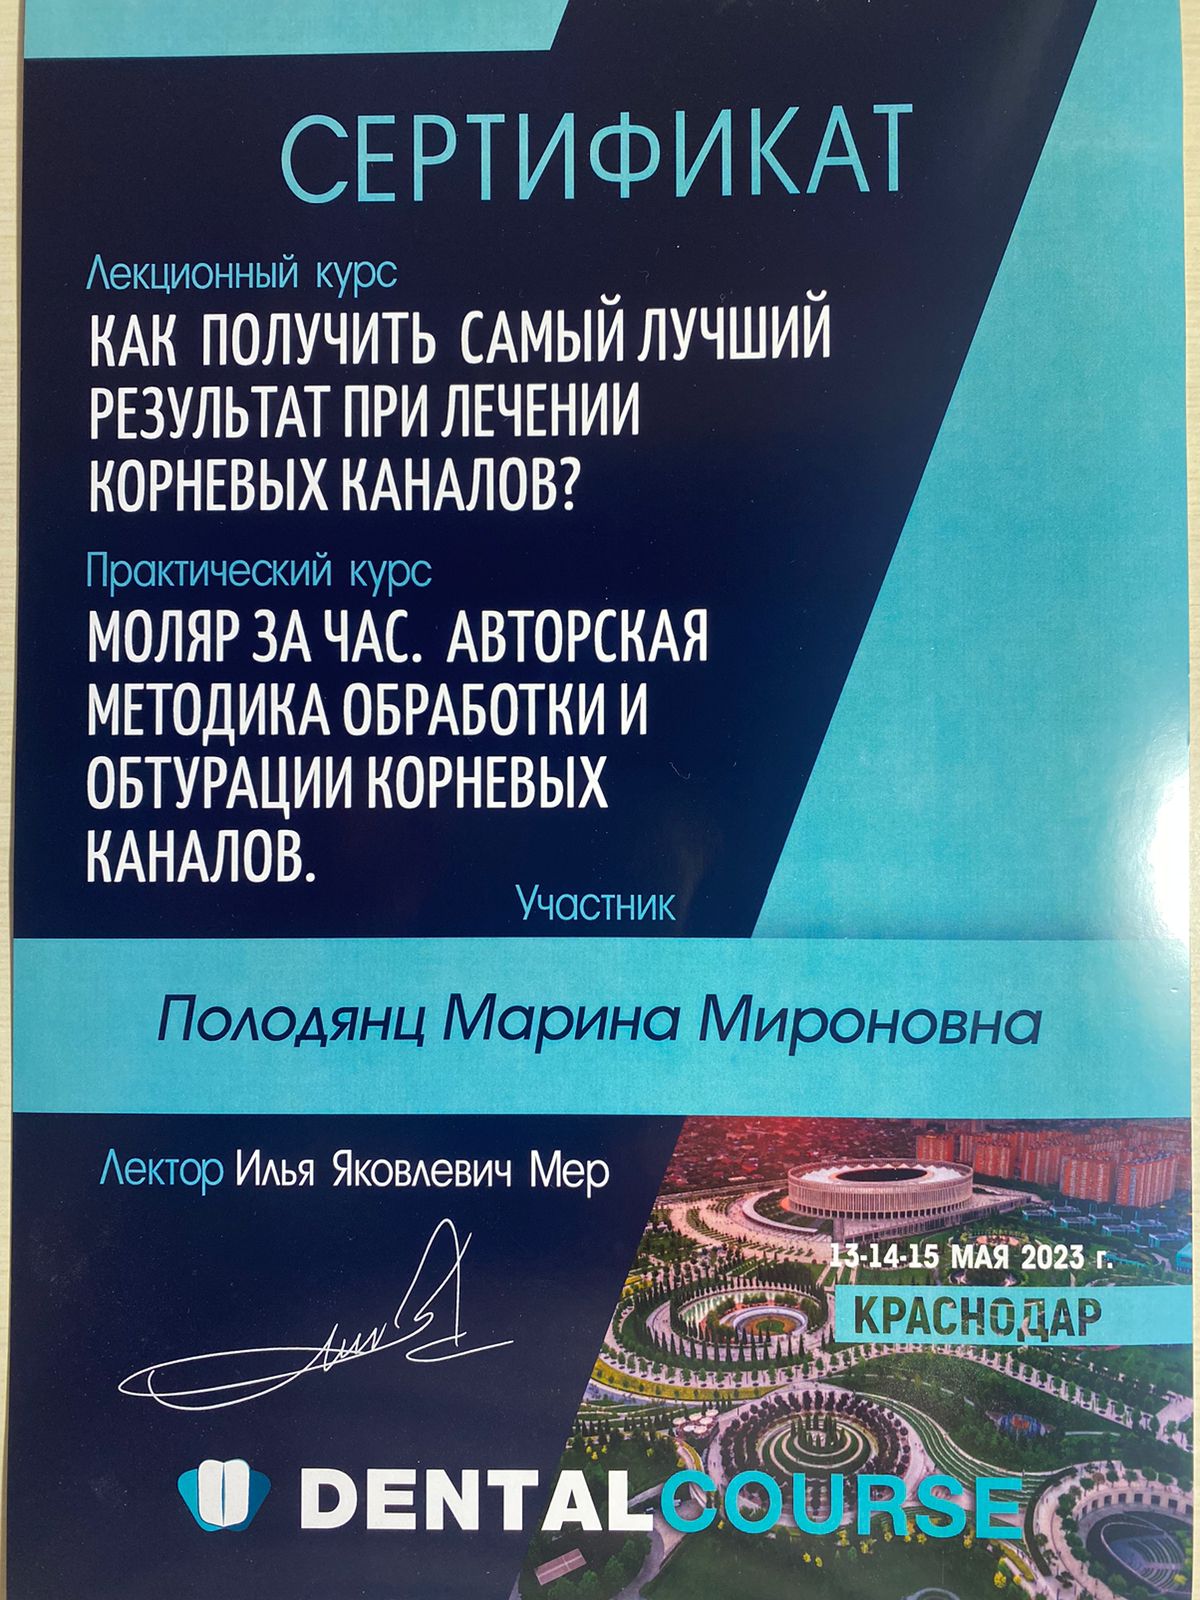 СЕРТИФИКАТ
Лекционный курс
КАК ПОЛУЧИТЬ САМЫЙ ЛУЧШИЙ
РЕЗУЛЬТАТ ПРИ ЛЕЧЕНИИ
КОРНЕВЫХ КАНАЛОВ?
Практический курс
МОЛЯР ЗА ЧАС. АВТОРСКАЯ
МЕТОДИКА ОБРАБОТКИ И
ОБТУРАЦИИ КОРНЕВЫХ
КАНАЛОВ.
Участник
Полодянц Марина Мироновна
Лектор Илья Яковлевич Мер
13-14-15 МАЯ 2023 г.
КРАСНОДАР
DENTALCOURSE